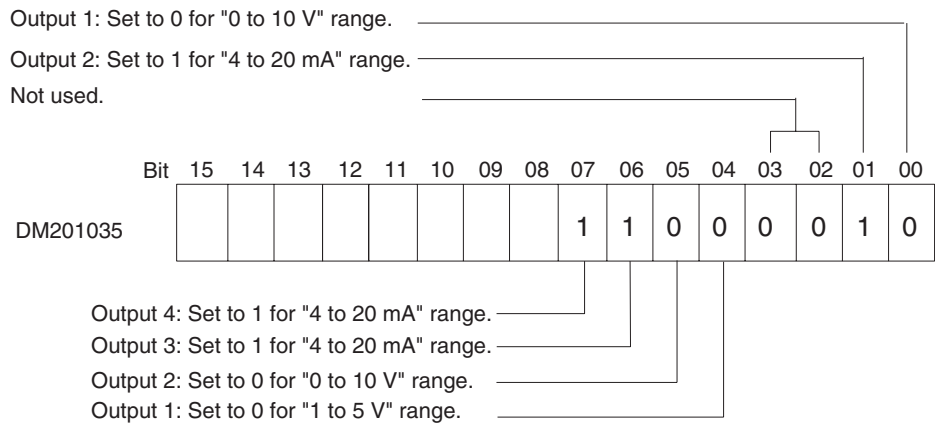 Output 1: Set to 0 for "0 to 10 V" range.
Output 2: Set to 1 for "4 to 20 mA" range.
Not used.
Bit 15 14 13 12 11 10 09 08 07 06 05 04 03 02 01 00
DM201035 1 1 0 0 0 0 1 0
Output 4: Set to 1 for "4 to 20 mA" range.
Output 3: Set to 1 for "4 to 20 mA" range.
Output 2: Set to 0 for "0 to 10 V" range.
Output 1: Set to 0 for "1 to 5 V" range.